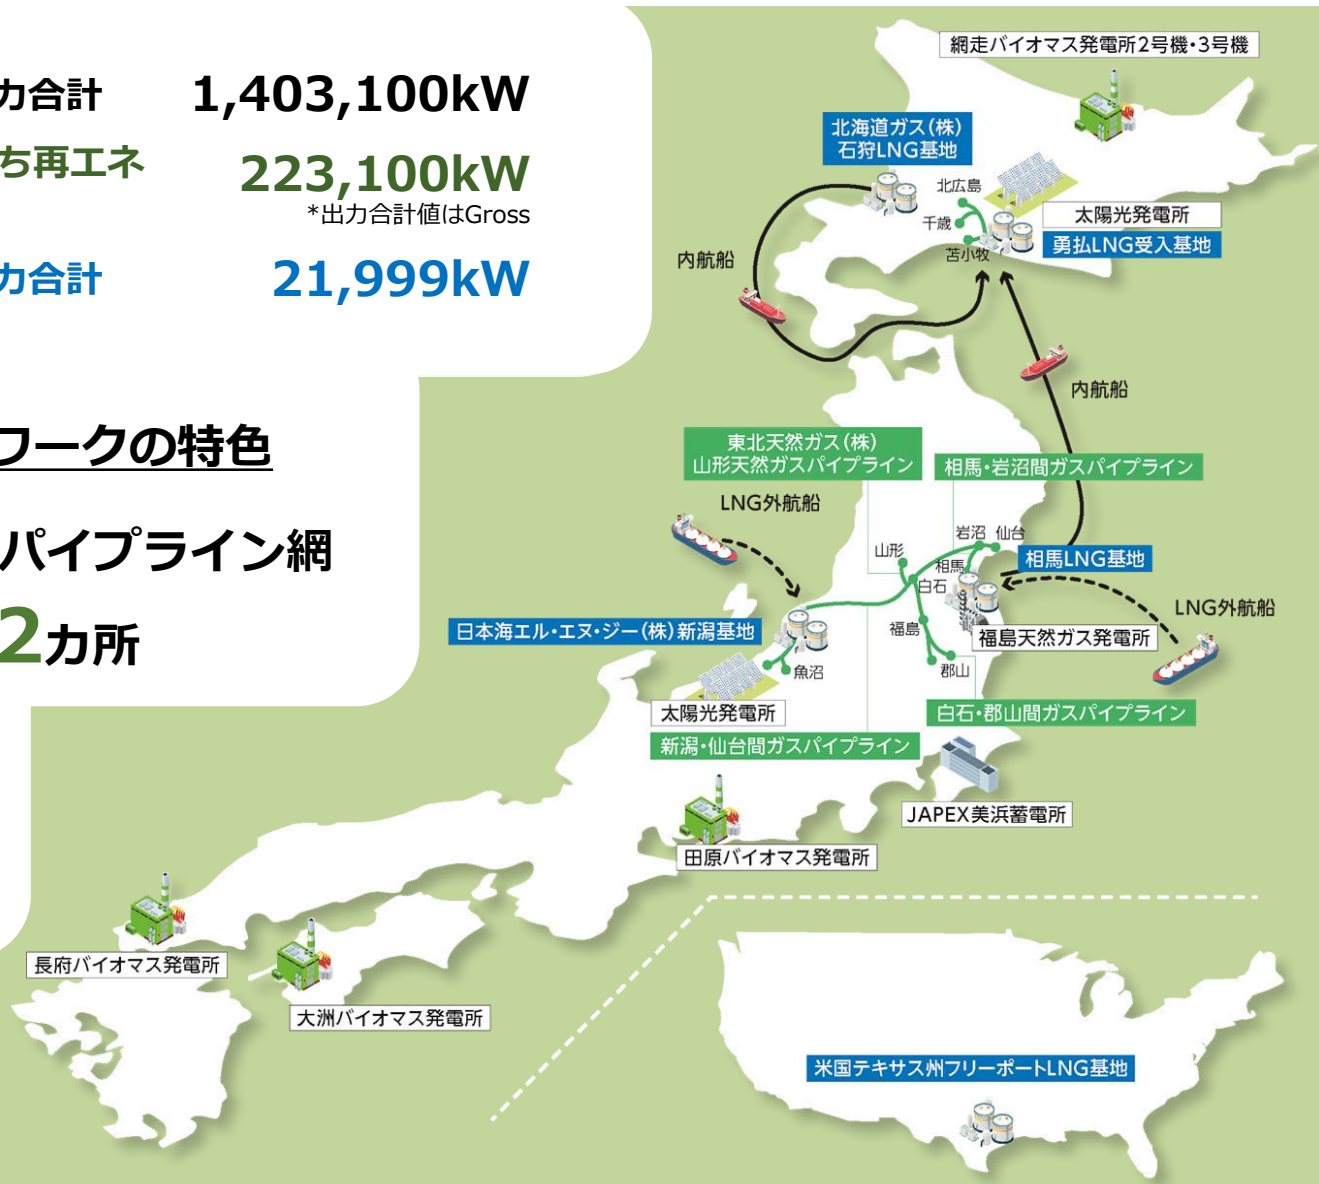 力合計 1,403,100kW
ち再エネ 223,100kW
*出力合計値はGross
力合計 21,999kW
ワークの特色
パイプライン網
2カ所
網走バイオマス発電所2号機・3号機
北海道ガス(株)
石狩LNG基地
北広島
千歳
苫小牧
太陽光発電所
勇払LNG受入基地
内航船
内航船
東北天然ガス(株)
山形天然ガスパイプライン
相馬・岩沼間ガスパイプライン
LNG外航船
岩沼
仙台
山形
相馬
白石
相馬LNG基地
LNG外航船
日本海エル・エヌ・ジー(株)新潟基地
福島
福島天然ガス発電所
魚沼
郡山
太陽光発電所
白石・郡山間ガスパイプライン
新潟・仙台間ガスパイプライン
JAPEX美浜蓄電所
田原バイオマス発電所
長府バイオマス発電所
大洲バイオマス発電所
米国テキサス州フリーポートLNG基地